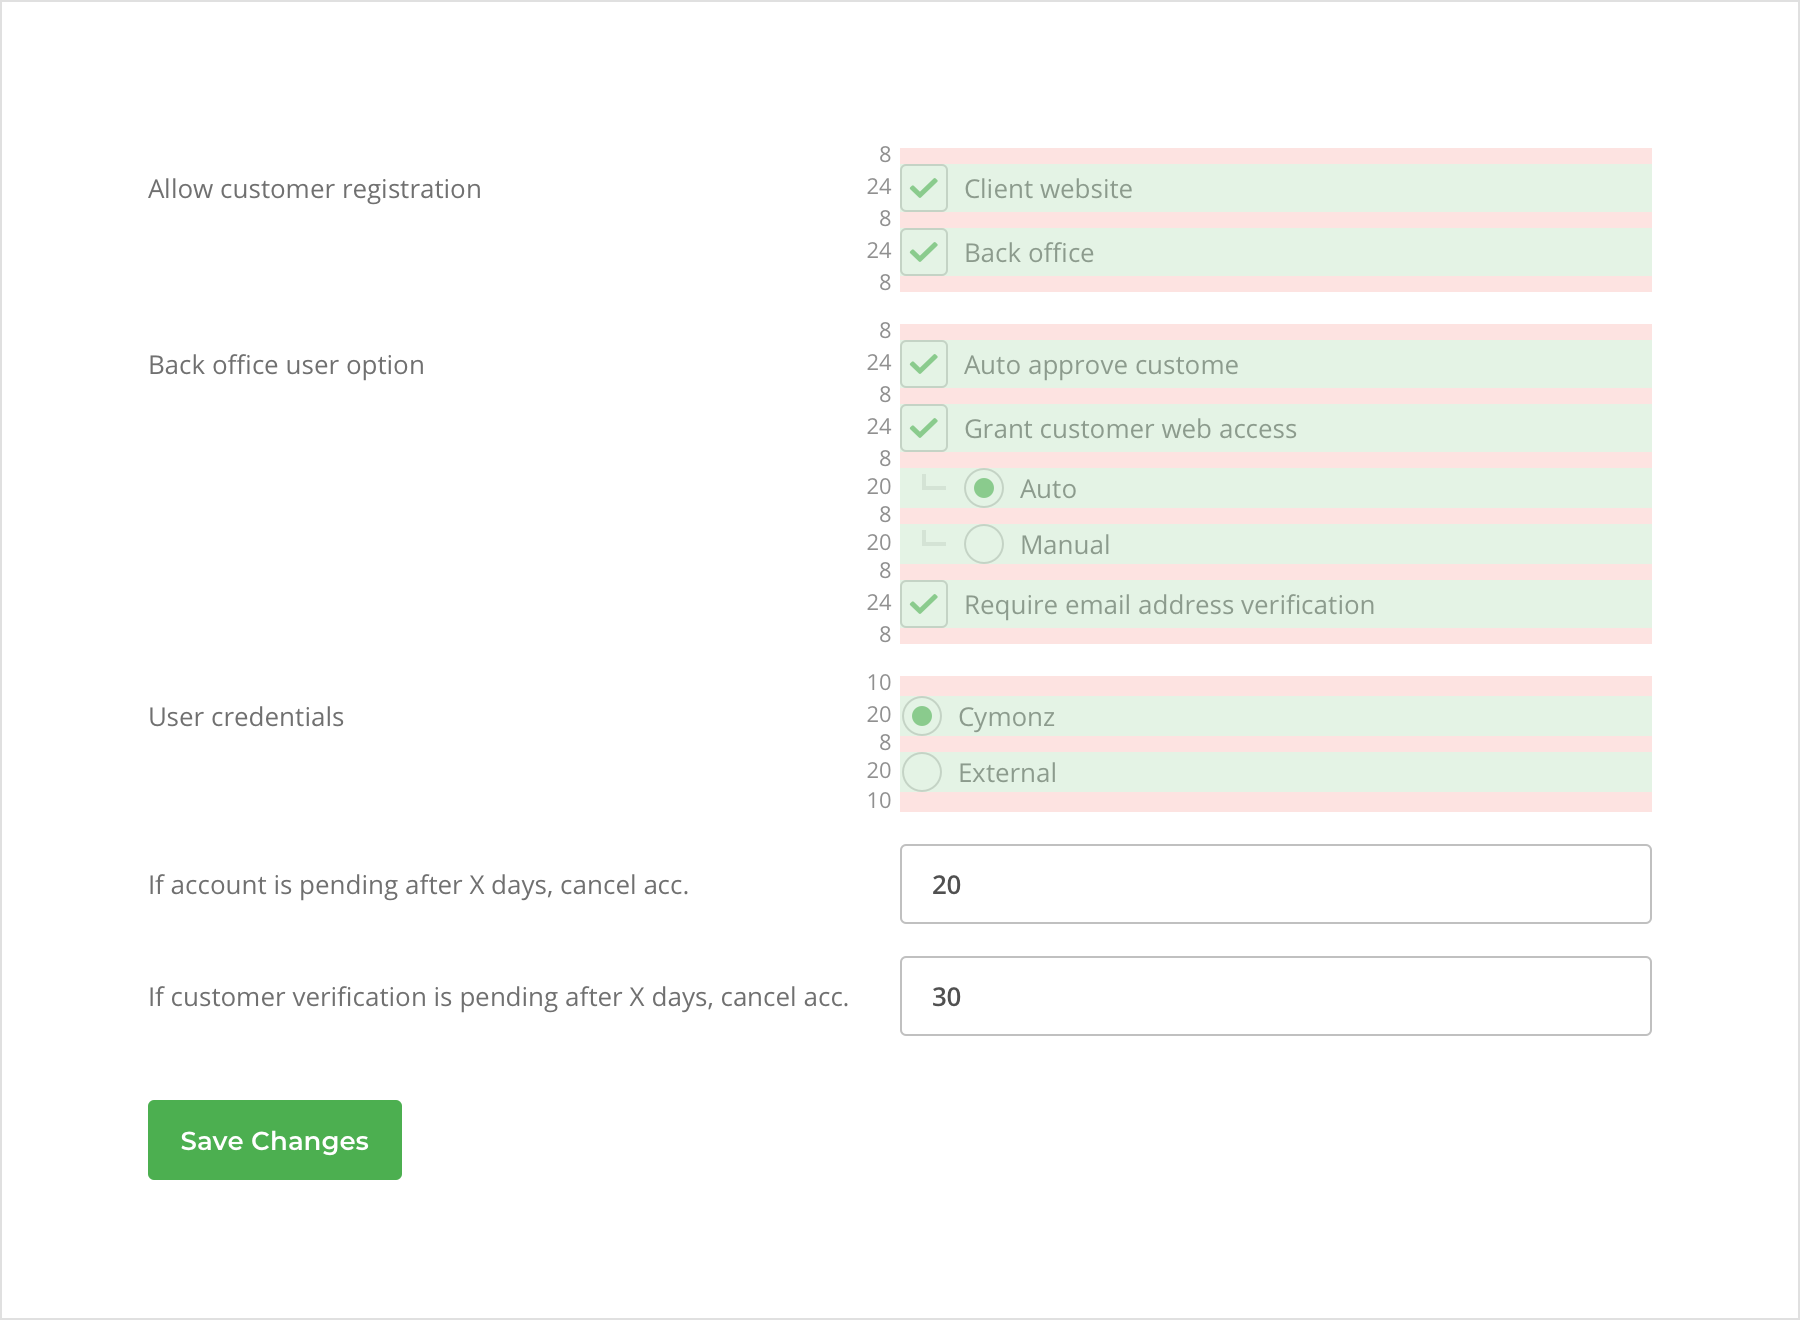 8
Allow customer registration 24 Client website
8
24 Back office
8
8
Back office user option 24 Auto approve custome
8
24 Grant customer web access
8
20 Auto
8
20 Manual
8
24 Require email address verification
8
10
User credentials 20 Cymonz
8
20 External
10
If account is pending after X days, cancel acc. 20
If customer verification is pending after X days, cancel acc. 30
Save Changes